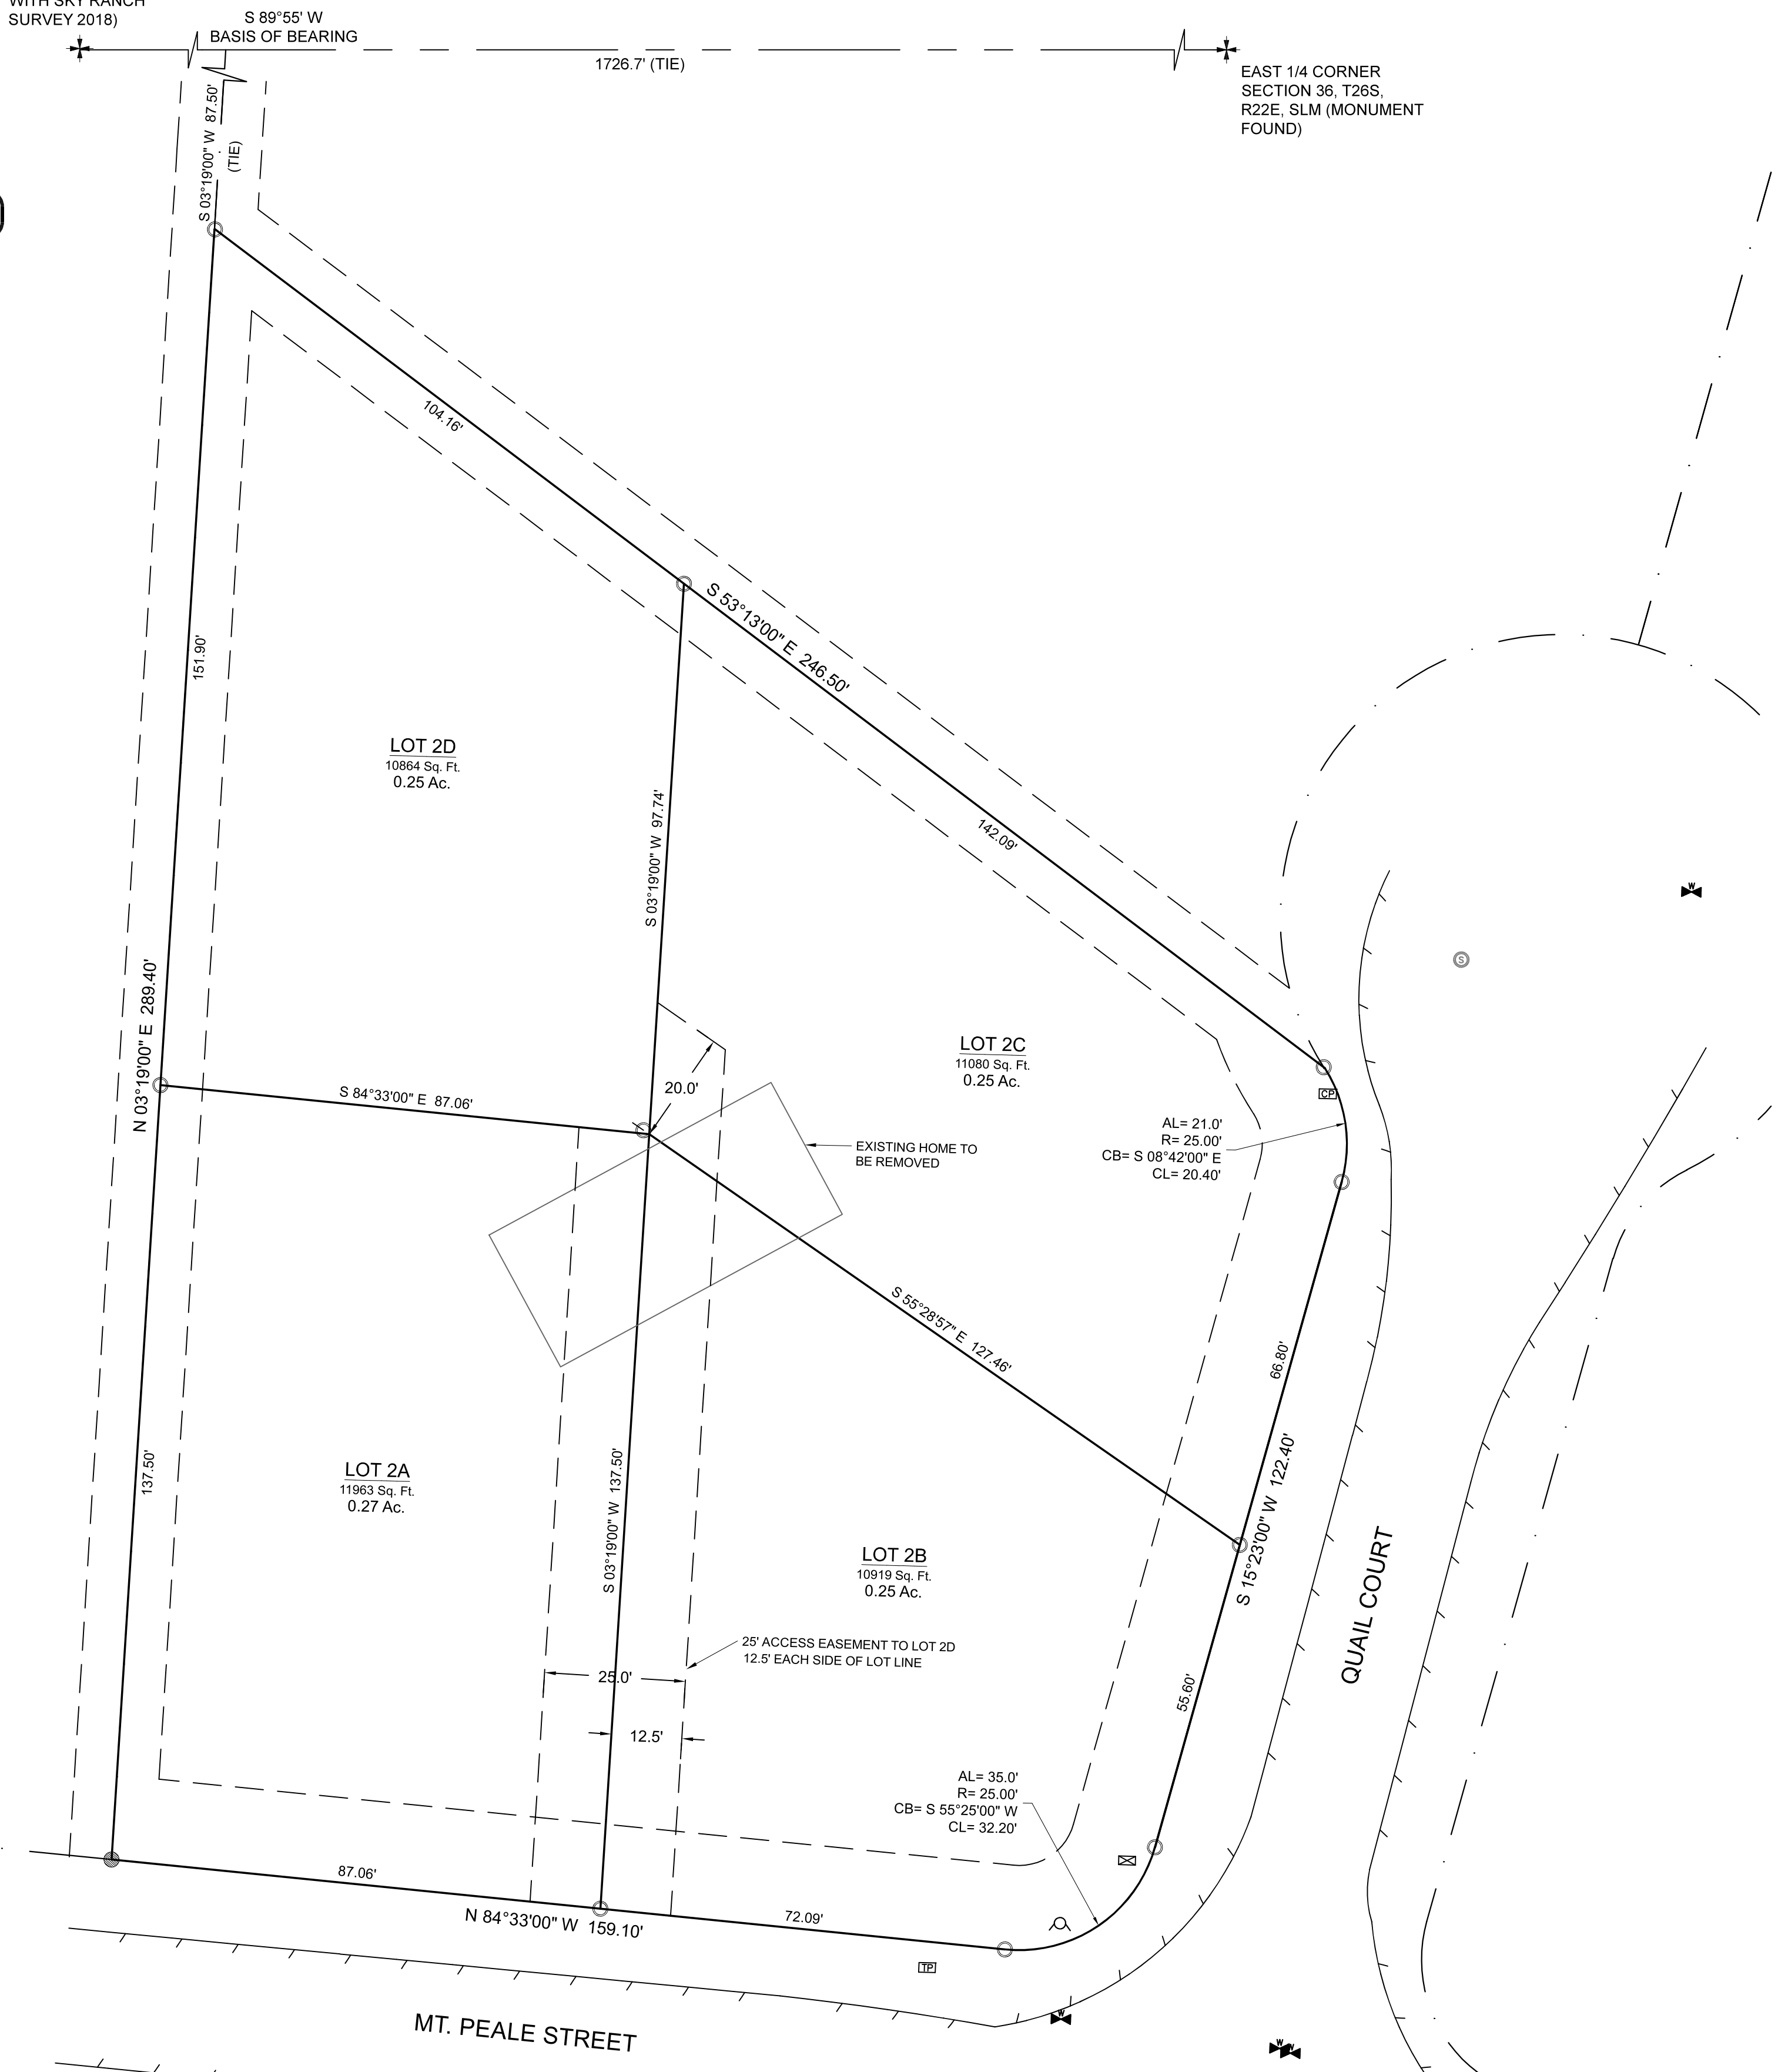 WITH SKY RANCH
SURVEY 2018)
S 89°55' W
BASIS OF BEARING
1726.7' (TIE)
EAST 1/4 CORNER
SECTION 36, T26S,
R22E, SLM (MONUMENT
FOUND)
S 03°19'00" W 87.50'
(TIE)
104.16'
S 53°13'00" E 246.50'
142.09'
151.90'
N 03°19'00" E 289.40'
LOT 2D
10864 Sq. Ft.
0.25 Ac.
S 03°19'00" W 97.74'
W
S
LOT 2C
11080 Sq. Ft.
0.25 Ac.
20.0'
S 84°33'00" E 87.06'
CP
AL= 21.0'
R= 25.00'
CB= S 08°42'00" E
CL= 20.40'
EXISTING HOME TO
BE REMOVED
S 55°28'57" E 127.46'
66.80'
S 15°23'00" W 122.40'
137.50'
LOT 2A
11963 Sq. Ft.
0.27 Ac.
S 03°19'00" W 137.50'
LOT 2B
10919 Sq. Ft.
0.25 Ac.
QUAIL COURT
25' ACCESS EASEMENT TO LOT 2D
12.5' EACH SIDE OF LOT LINE
25.0'
12.5'
55.60'
AL= 35.0'
R= 25.00'
CB= S 55°25'00" W
CL= 32.20'
87.06'
N 84°33'00" W 159.10'
72.09'
TP
W
MT. PEALE STREET
W
W